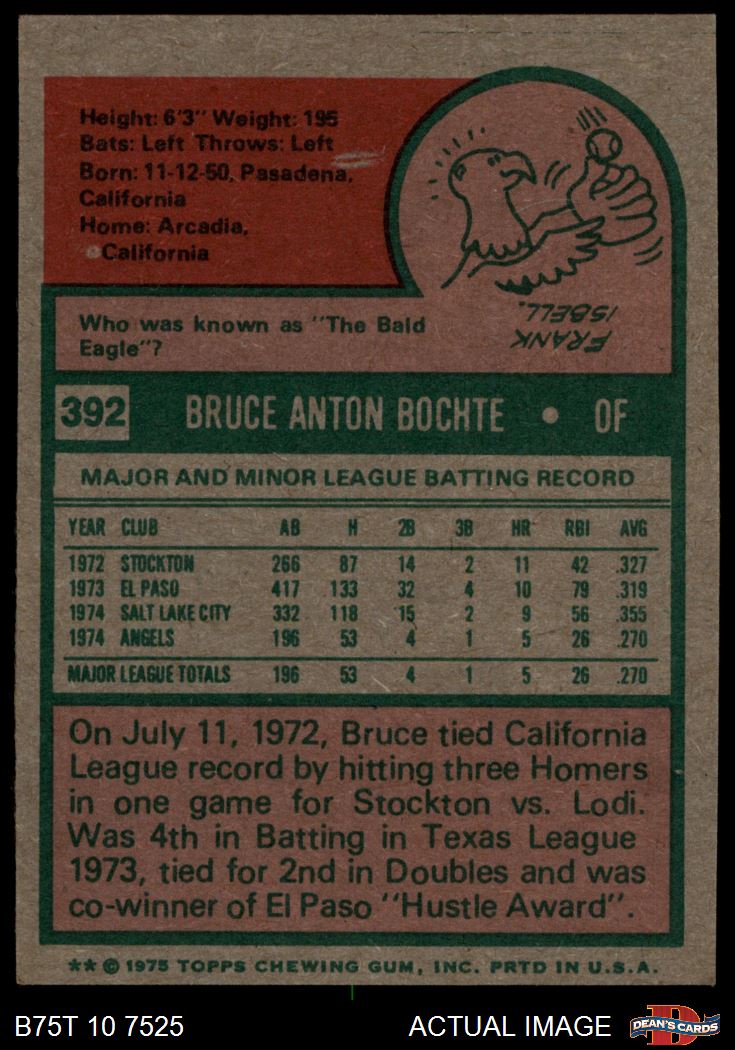 Height: 6'3" Weight: 195
Bats: Left Throws: Left
Born: 11-12-50, Pasadena,
California
Home: Arcadia,
California
Who was known as "The Bald
Eagle"?
FRANK
ISBELL.
392 BRUCE ANTON BOCHTE • OF
MAJOR AND MINOR LEAGUE BATTING RECORD
YEAR CLUB AB H 2B 3B HR RBI AVG
1972 STOCKTON 266 87 14 2 11 42 .327
1973 EL PASO 417 133 32 4 10 79 .319
1974 SALT LAKE CITY 332 118 15 2 9 56 .355
1974 ANGELS 196 53 4 1 5 26 .270
MAJOR LEAGUE TOTALS 196 53 4 1 5 26 .270
On July 11, 1972, Bruce tied California
League record by hitting three Homers
in one game for Stockton vs. Lodi.
Was 4th in Batting in Texas League
1973, tied for 2nd in Doubles and was
co-winner of El Paso "Hustle Award".
** © 1975 TOPPS CHEWING GUM, INC. PRTD IN U.S.A.
B75T 10 7525 ACTUAL IMAGE D DEAN'S CARDS